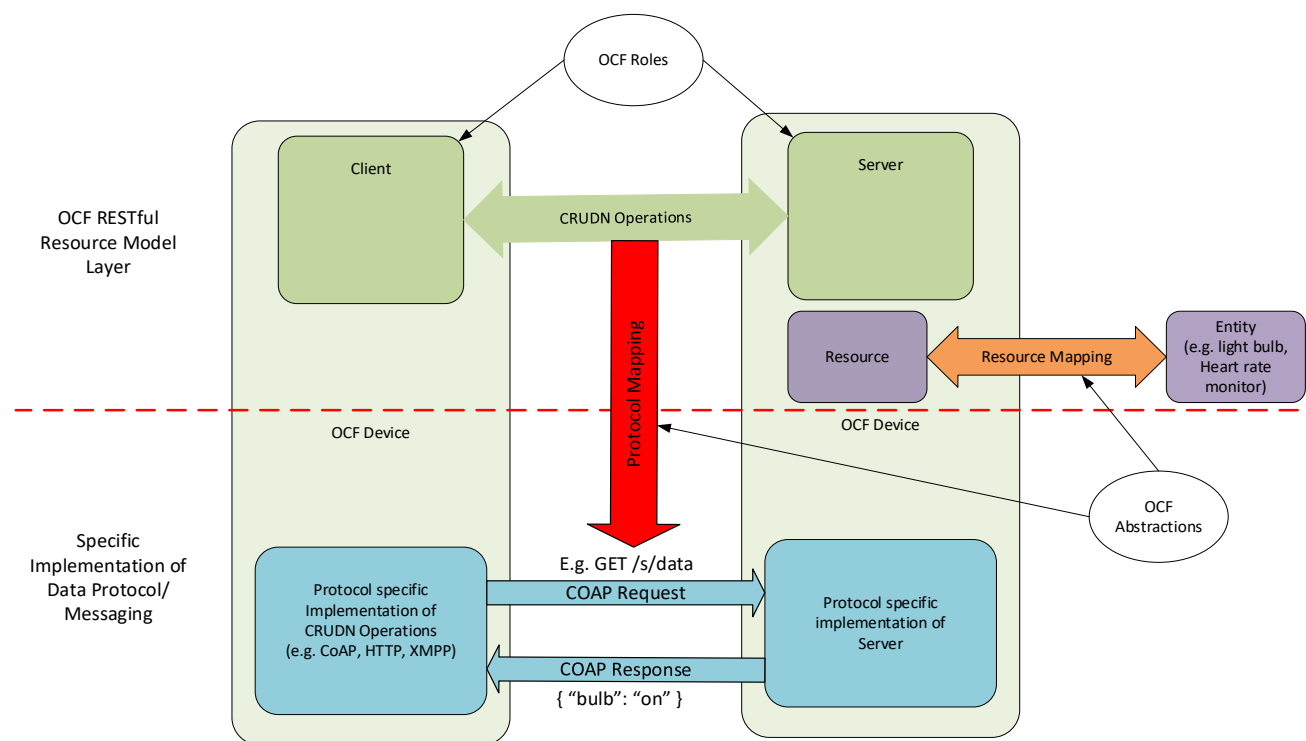 OCF Roles
Client
Server
OCF RESTful
Resource Model
Layer
CRUDN Operations
Protocol Mapping
Resource
Resource Mapping
Entity
(e.g. light bulb,
Heart rate
monitor)
OCF Device
OCF Device
OCF
Abstractions
Specific
Implementation of
Data Protocol/
Messaging
E.g. GET /s/data
Protocol specific
Implementation of
CRUDN Operations
(e.g. CoAP, HTTP, XMPP)
COAP Request
Protocol specific
implementation of
Server
COAP Response
{ “bulb”: “on” }